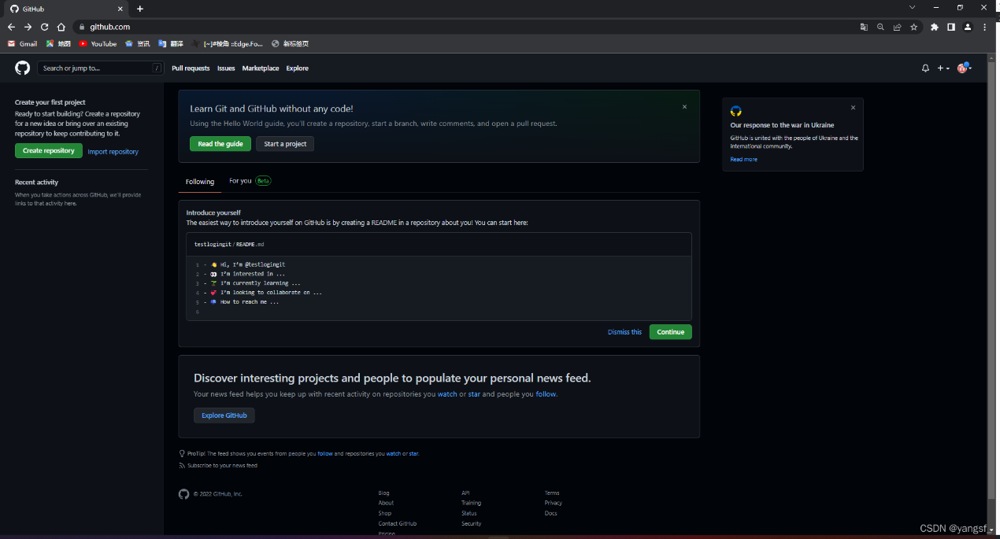 GitHub
github.com
Gmail 地图 YouTube 资讯 翻译 [~]#棱角 ::Edge.Fo... 新标签页
Search or jump to... / Pull requests Issues Marketplace Explore
Create your first project
Ready to start building? Create a repository
for a new idea or bring over an existing
repository to keep contributing to it.
Create repository Import repository
Recent activity
When you take actions across GitHub, we'll provide
links to that activity here.
Learn Git and GitHub without any code!
Using the Hello World guide, you'll create a repository, start a branch, write comments, and open a pull request.
Read the guide Start a project
Following For you Beta
Introduce yourself
The easiest way to introduce yourself on GitHub is by creating a README in a repository about you! You can start here:
testlogingit/README.md
1 - 👋 Hi, I'm @testlogingit
2 - 👀 I'm interested in ...
3 - 🌱 I'm currently learning ...
4 - 💞️ I'm looking to collaborate on ...
5 - 📫 How to reach me ...
6
Dismiss this Continue
Discover interesting projects and people to populate your personal news feed.
Your news feed helps you keep up with recent activity on repositories you watch or star and people you follow.
Explore GitHub
ProTip! The feed shows you events from people you follow and repositories you watch or star.
Subscribe to your news feed
Our response to the war in Ukraine
GitHub is united with the people of Ukraine and the
international community.
Read more
© 2022 GitHub, Inc.
Blog API Terms
About Training Privacy
Shop Status Docs
Contact GitHub Security
Pricing
CSDN @yangsf_